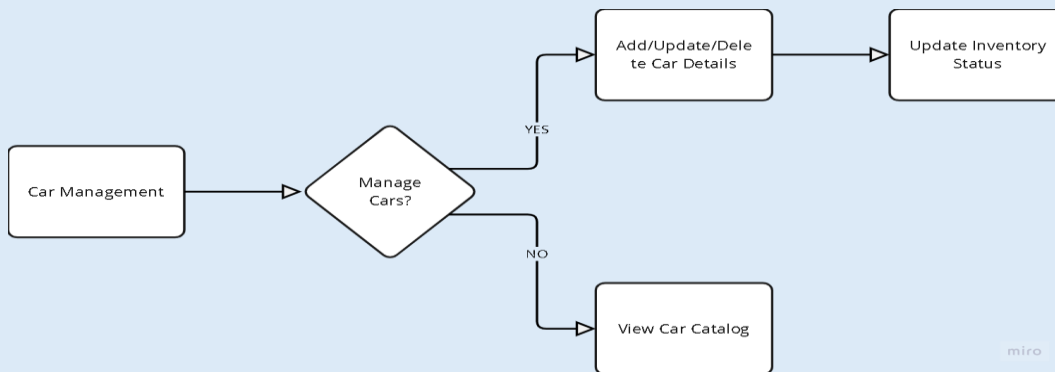 Add/Update/Dele
te Car Details
Update Inventory
Status
YES
Car Management
Manage
Cars?
NO
View Car Catalog
miro